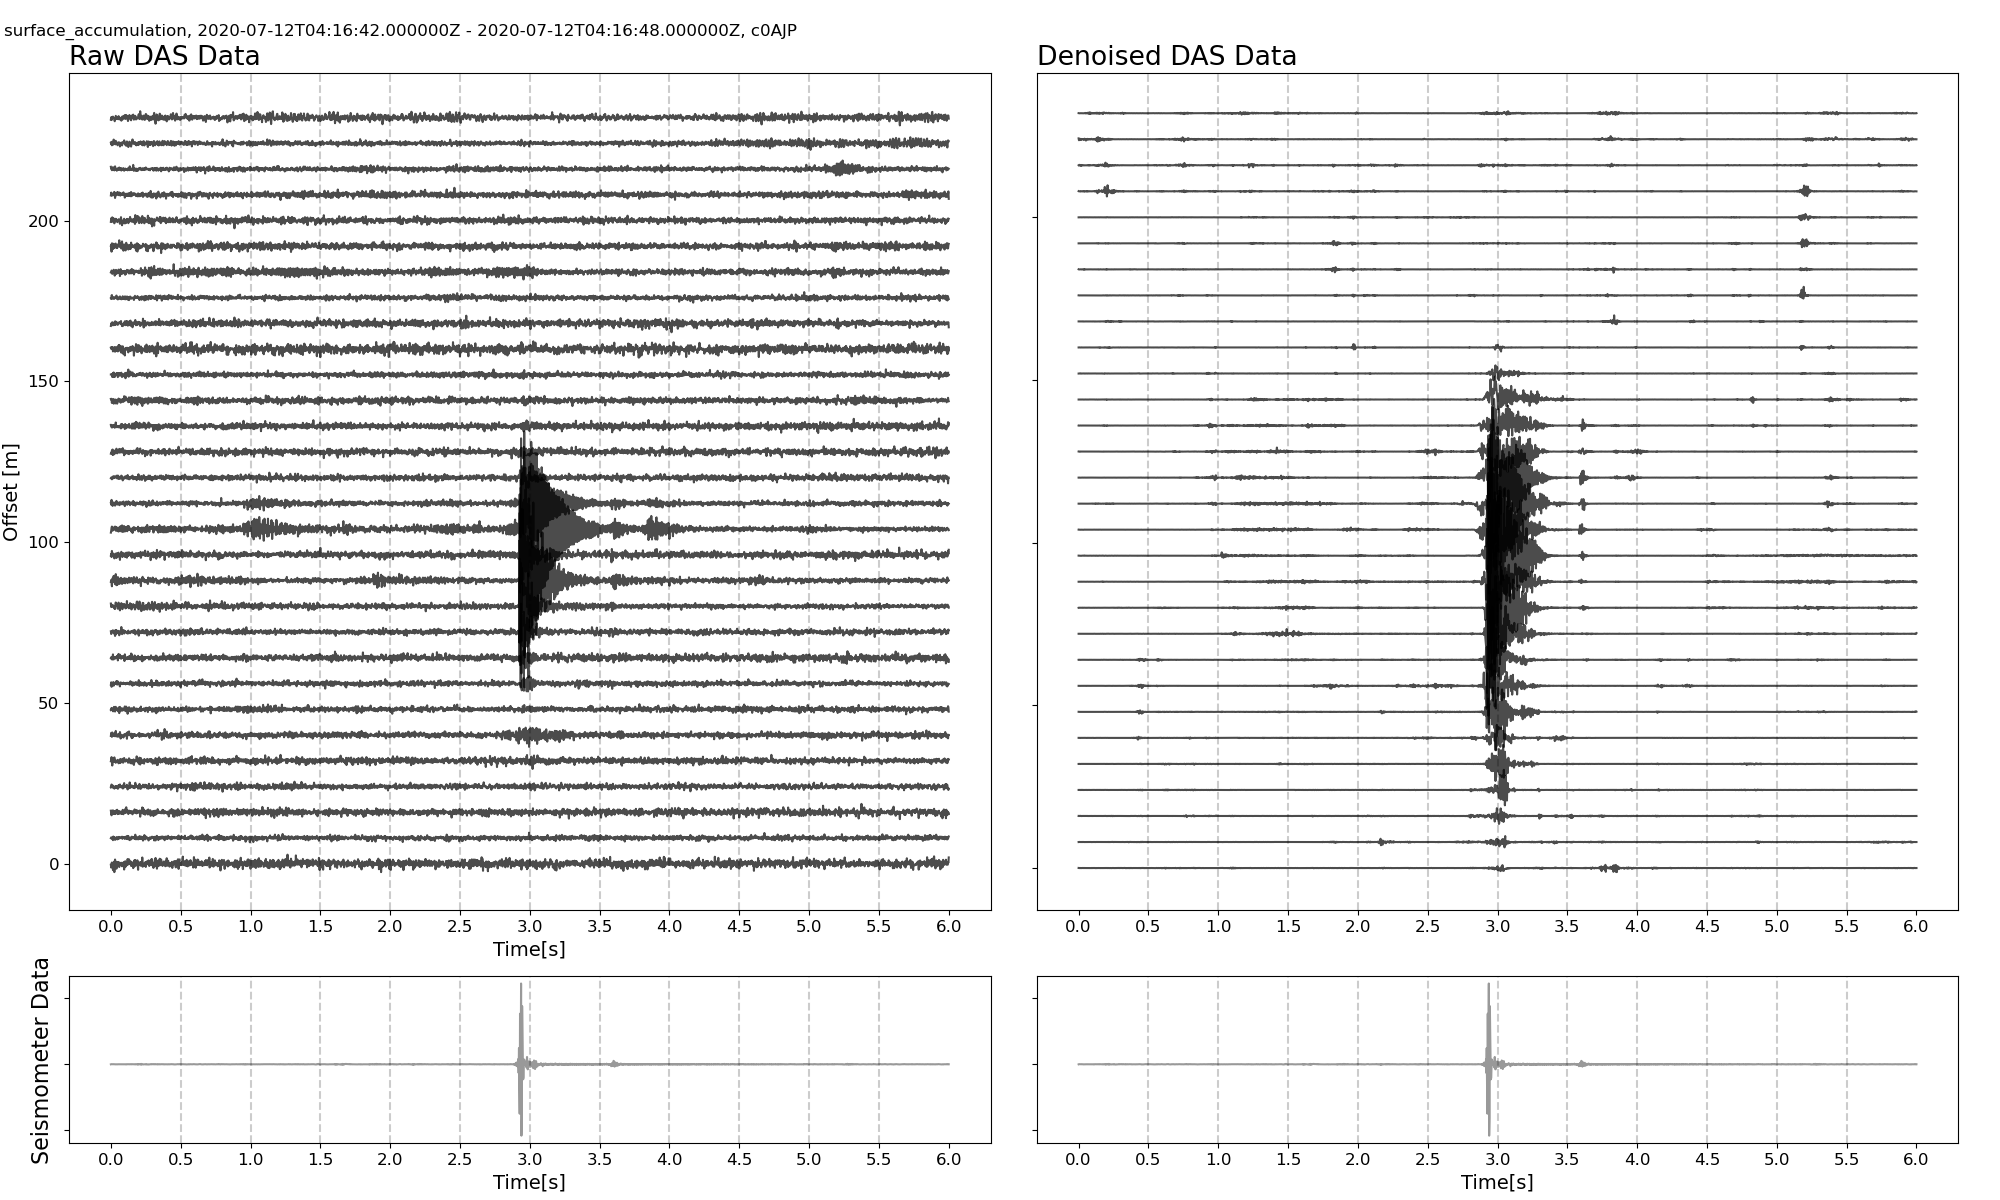 surface_accumulation, 2020-07-12T04:16:42.000000Z - 2020-07-12T04:16:48.000000Z, c0AJP
Raw DAS Data
Denoised DAS Data
Offset [m]
200
150
100
50
0
0.0 0.5 1.0 1.5 2.0 2.5 3.0 3.5 4.0 4.5 5.0 5.5 6.0
Time[s]
0.0 0.5 1.0 1.5 2.0 2.5 3.0 3.5 4.0 4.5 5.0 5.5 6.0
Seismometer Data
0.0 0.5 1.0 1.5 2.0 2.5 3.0 3.5 4.0 4.5 5.0 5.5 6.0
Time[s]
0.0 0.5 1.0 1.5 2.0 2.5 3.0 3.5 4.0 4.5 5.0 5.5 6.0
Time[s]